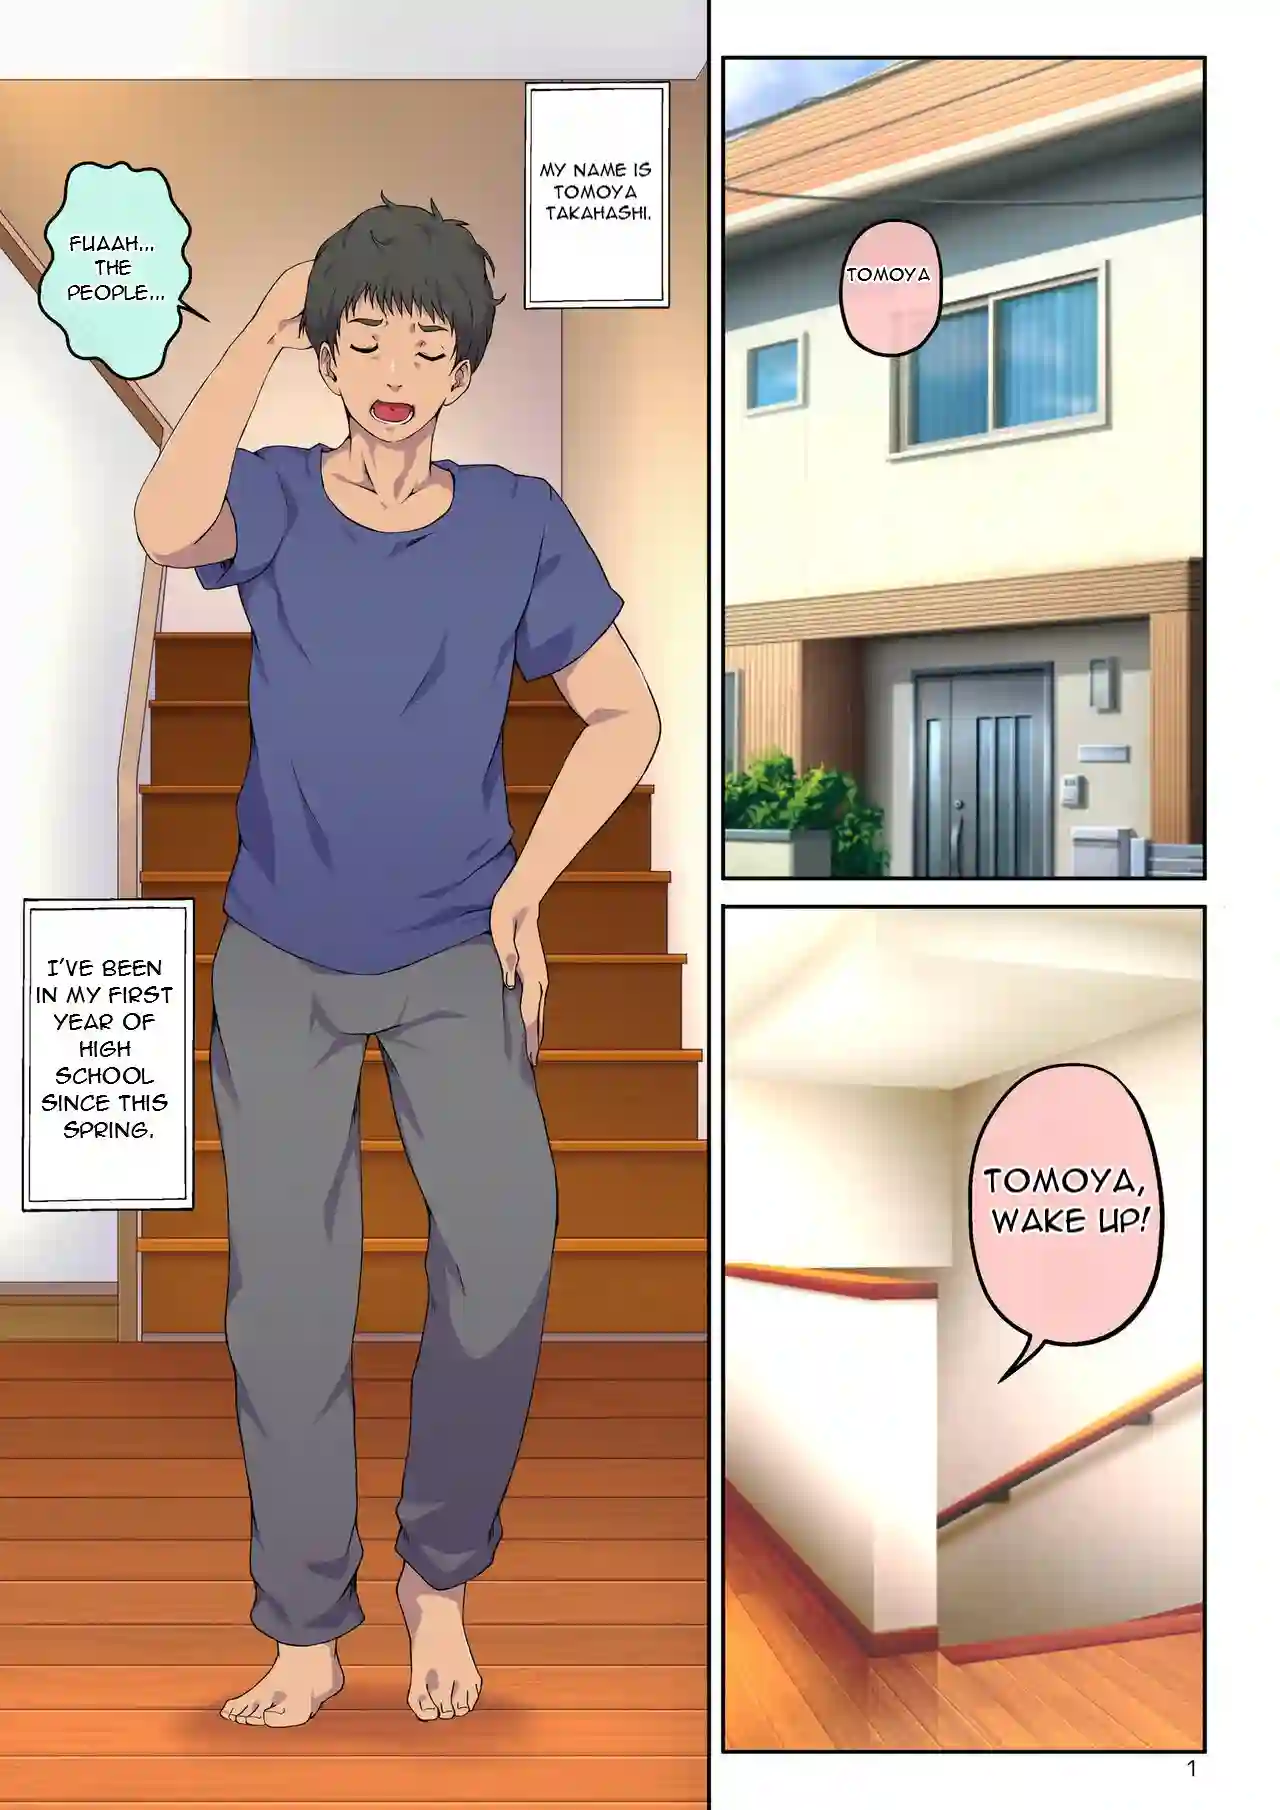 TOMOYA
TOMOYA,
WAKE UP!
MY NAME IS
TOMOYA
TAKAHASHI.
FUAAH...
THE
PEOPLE...
I'VE BEEN
IN MY FIRST
YEAR OF
HIGH
SCHOOL
SINCE THIS
SPRING.
1